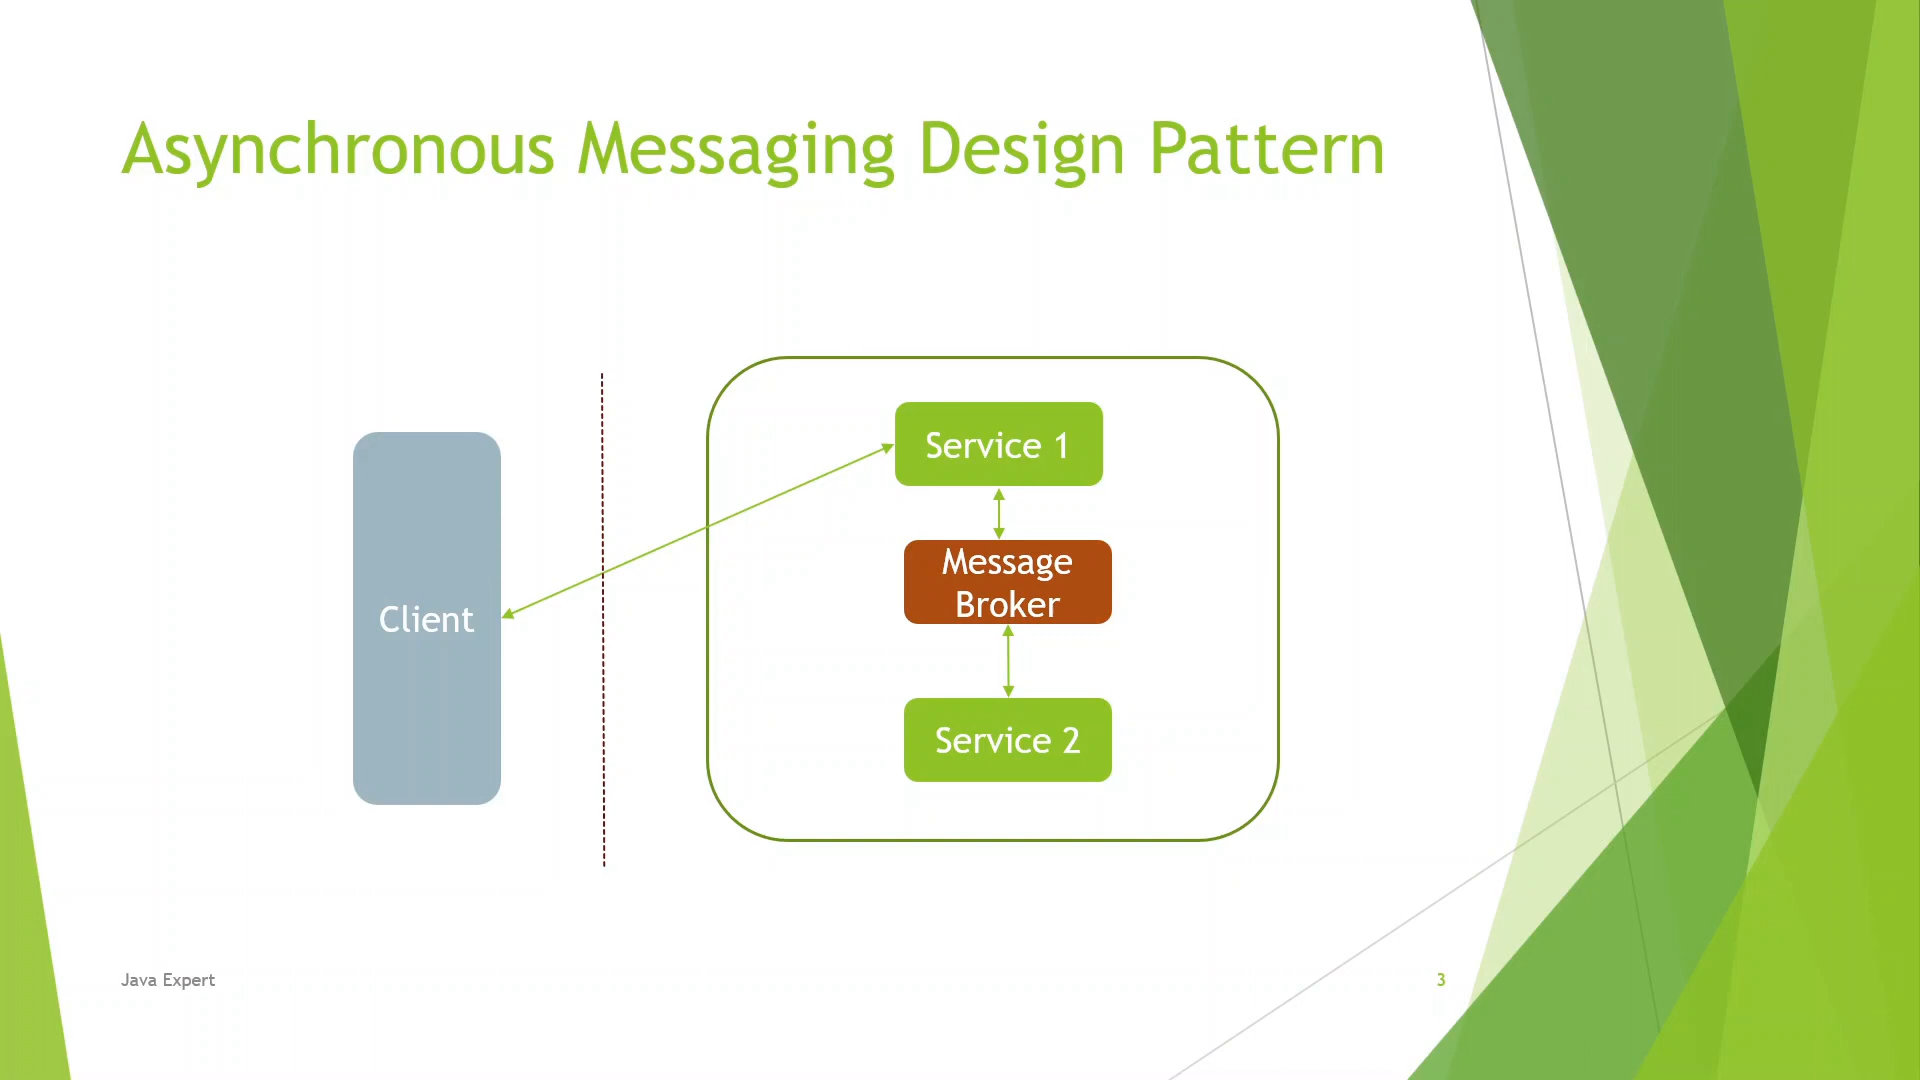 Asynchronous Messaging Design Pattern
Service 1
Message
Broker
Client
Service 2
Java Expert
3